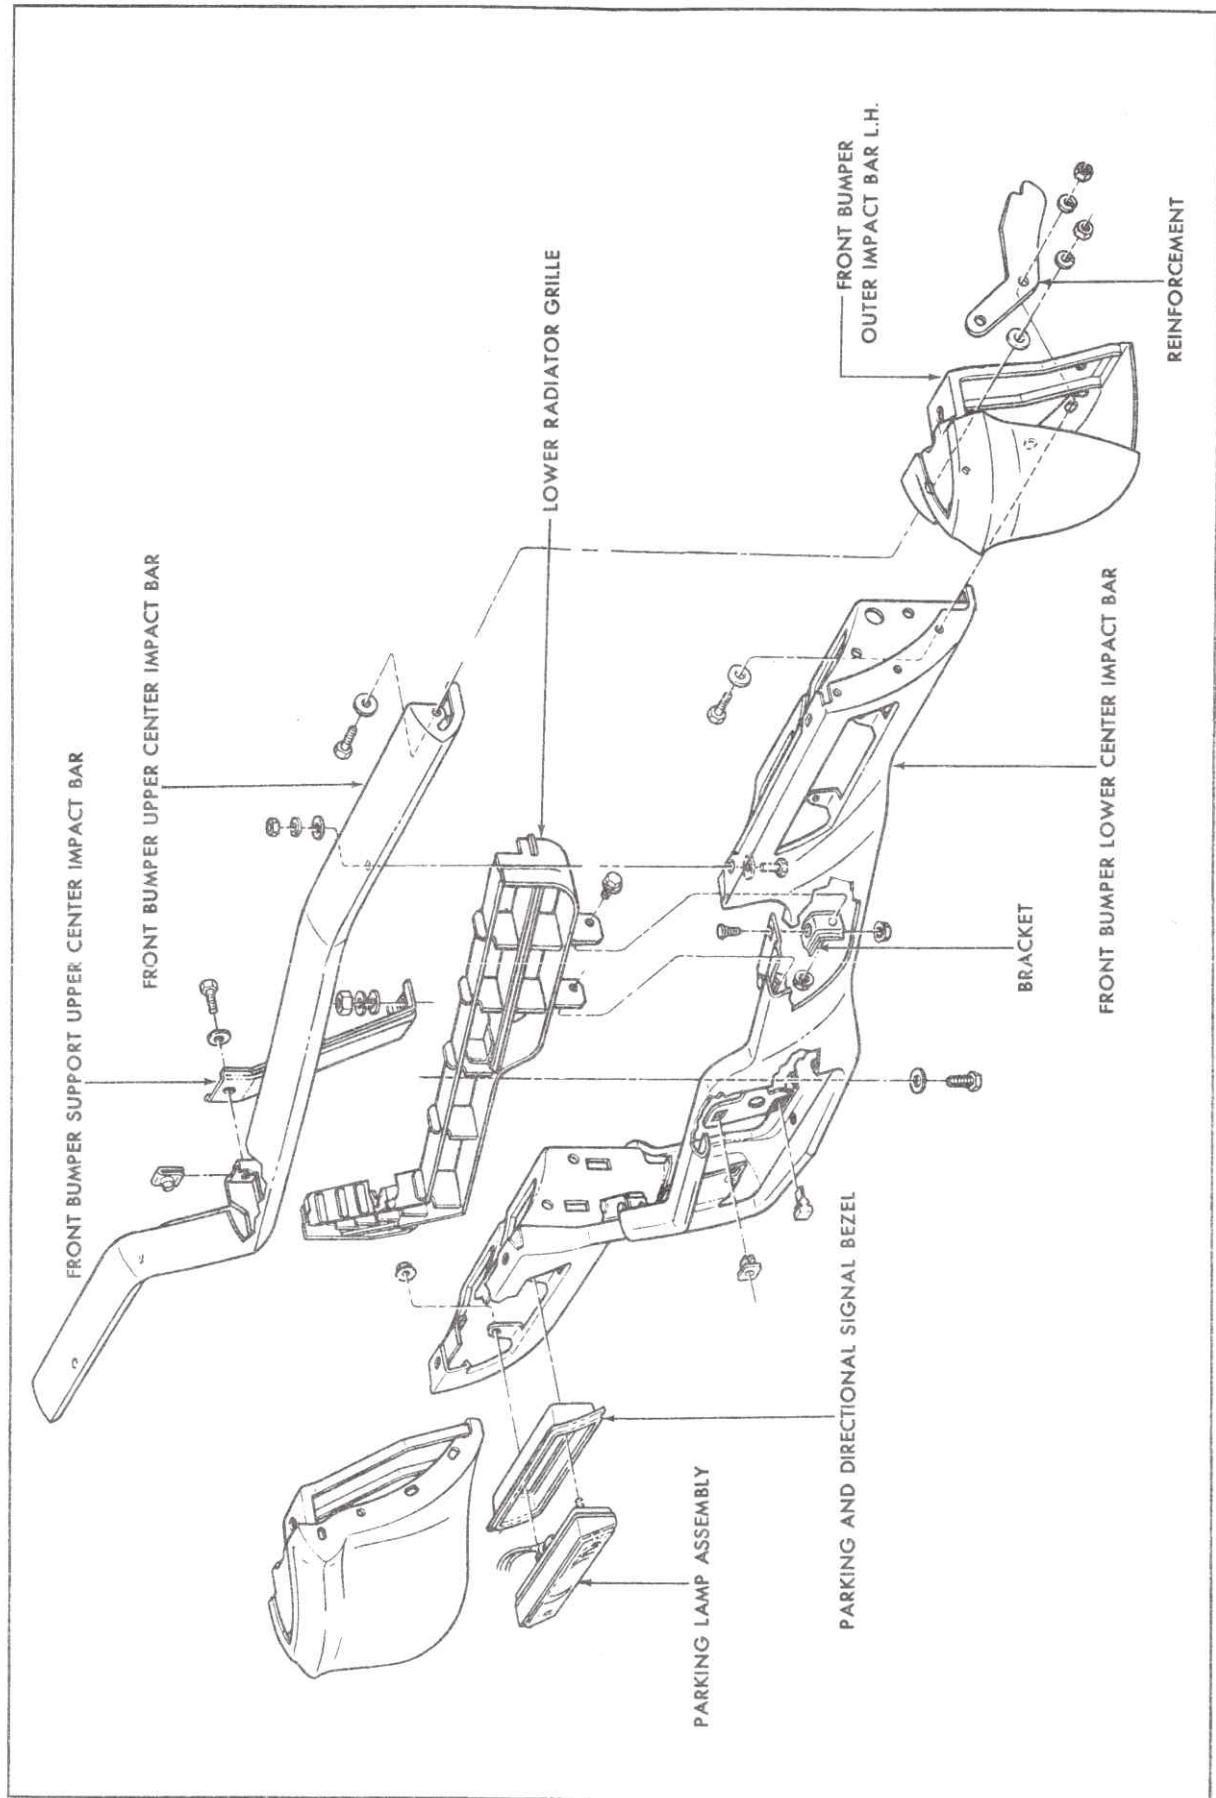 FRONT BUMPER SUPPORT UPPER CENTER IMPACT BAR
FRONT BUMPER UPPER CENTER IMPACT BAR
LOWER RADIATOR GRILLE
FRONT BUMPER
OUTER IMPACT BAR L.H.
REINFORCEMENT
PARKING LAMP ASSEMBLY
PARKING AND DIRECTIONAL SIGNAL BEZEL
BRACKET
FRONT BUMPER LOWER CENTER IMPACT BAR